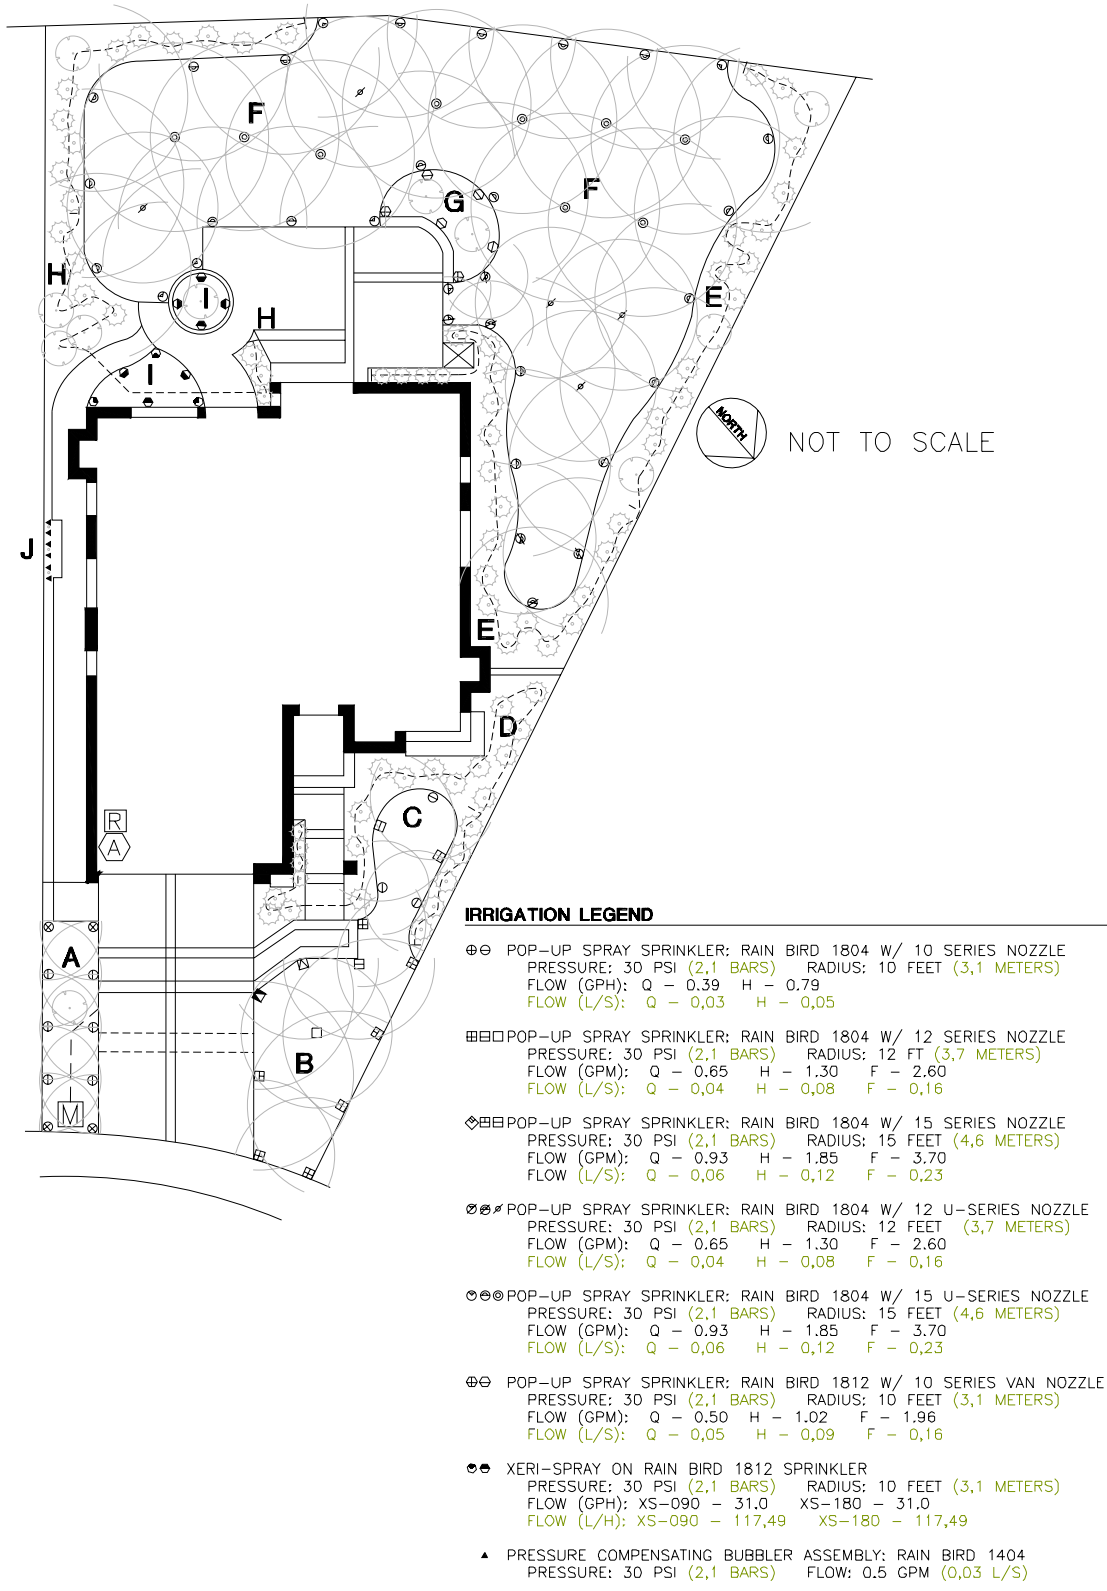 F
F
G
H
I
H
E
I
NORTH
NOT TO SCALE
J
E
D
C
R
A
IRRIGATION LEGEND
A
POP-UP SPRAY SPRINKLER: RAIN BIRD 1804 W/ 10 SERIES NOZZLE
PRESSURE: 30 PSI (2,1 BARS) RADIUS: 10 FEET (3,1 METERS)
FLOW (GPH): Q - 0.39 H - 0.79
FLOW (L/S): Q - 0,03 H - 0,05
B
M
POP-UP SPRAY SPRINKLER: RAIN BIRD 1804 W/ 12 SERIES NOZZLE
PRESSURE: 30 PSI (2,1 BARS) RADIUS: 12 FT (3,7 METERS)
FLOW (GPM): Q - 0.65 H - 1.30 F - 2.60
FLOW (L/S): Q - 0,04 H - 0,08 F - 0,16
POP-UP SPRAY SPRINKLER: RAIN BIRD 1804 W/ 15 SERIES NOZZLE
PRESSURE: 30 PSI (2,1 BARS) RADIUS: 15 FEET (4,6 METERS)
FLOW (GPM): Q - 0.93 H - 1.85 F - 3.70
FLOW (L/S): Q - 0,06 H - 0,12 F - 0,23
POP-UP SPRAY SPRINKLER: RAIN BIRD 1804 W/ 12 U-SERIES NOZZLE
PRESSURE: 30 PSI (2,1 BARS) RADIUS: 12 FEET (3,7 METERS)
FLOW (GPM): Q - 0.65 H - 1.30 F - 2.60
FLOW (L/S): Q - 0,04 H - 0,08 F - 0,16
POP-UP SPRAY SPRINKLER: RAIN BIRD 1804 W/ 15 U-SERIES NOZZLE
PRESSURE: 30 PSI (2,1 BARS) RADIUS: 15 FEET (4,6 METERS)
FLOW (GPM): Q - 0.93 H - 1.85 F - 3.70
FLOW (L/S): Q - 0,06 H - 0,12 F - 0,23
POP-UP SPRAY SPRINKLER: RAIN BIRD 1812 W/ 10 SERIES VAN NOZZLE
PRESSURE: 30 PSI (2,1 BARS) RADIUS: 10 FEET (3,1 METERS)
FLOW (GPM): Q - 0.50 H - 1.02 F - 1.96
FLOW (L/S): Q - 0,05 H - 0,09 F - 0,16
XERI-SPRAY ON RAIN BIRD 1812 SPRINKLER
PRESSURE: 30 PSI (2,1 BARS) RADIUS: 10 FEET (3,1 METERS)
FLOW (GPH): XS-090 - 31.0 XS-180 - 31.0
FLOW (L/H): XS-090 - 117,49 XS-180 - 117,49
PRESSURE COMPENSATING BUBBLER ASSEMBLY: RAIN BIRD 1404
PRESSURE: 30 PSI (2,1 BARS) FLOW: 0.5 GPM (0,03 L/S)